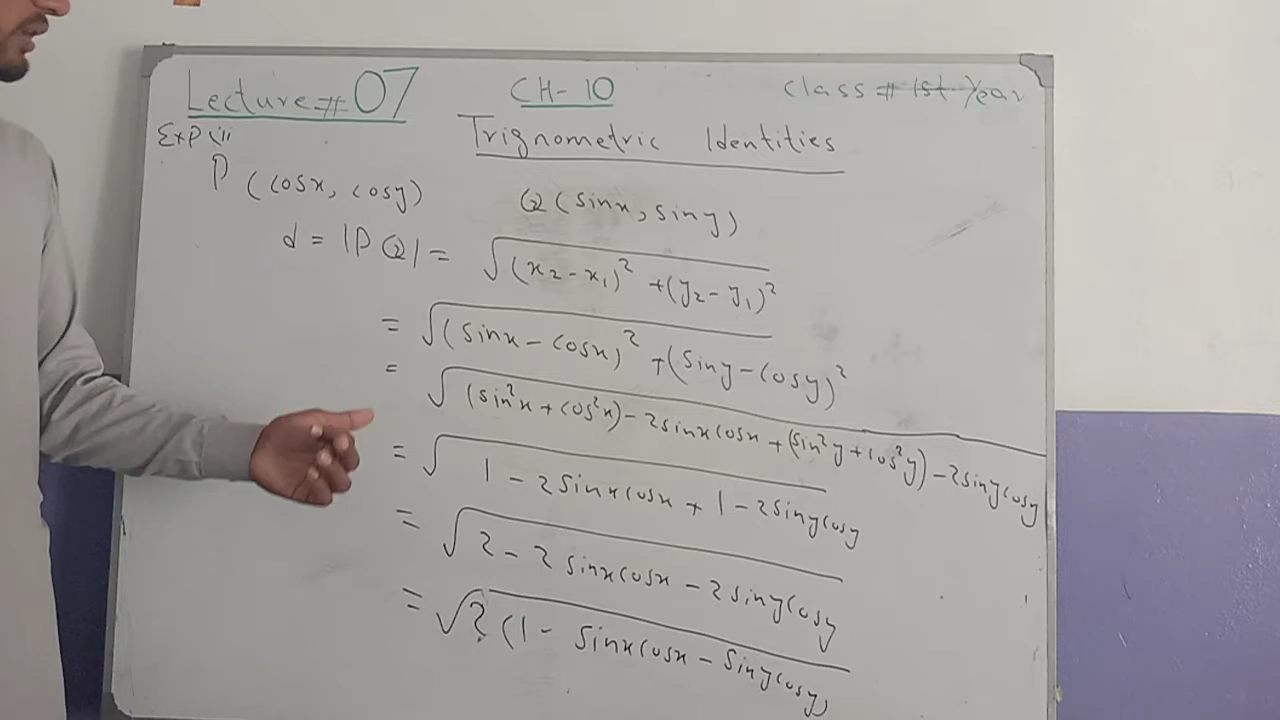 Lecture # 07 CH-10 Class # 1st Year
Trignometric Identities
P (cosx, cosy) Q (sinx, siny)
d = |PQ| = √(x₂-x₁)² + (y₂-y₁)²
= √(sinx - cosx)² + (siny - cosy)²
= √(sin²x + cos²x) - 2sinxcosx + (sin²y + cos²y) - 2sinycosy
= √1 - 2sinxcosx + 1 - 2sinycosy
= √2 - 2sinxcosx - 2sinycosy
= √2 (1 - sinxcosx - sinycosy)